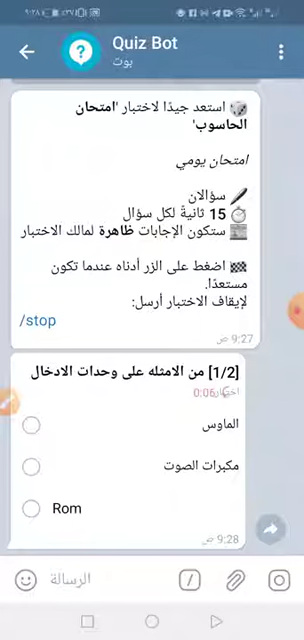 ٩:٢٨ ص
Quiz Bot
بوت
استعد جيدًا لاختبار 'امتحان
الحاسوب'
امتحان يومي
سؤالان
15 ثانية لكل سؤال
ستكون الإجابات ظاهرة لمالك الاختبار
اضغط على الزر أدناه عندما تكون
مستعدًا.
لإيقاف الاختبار أرسل:
/stop
9:27 ص
[1/2] من الامثله على وحدات الادخال
0:06
الماوس
مكبرات الصوت
Rom
9:28 ص
الرسالة